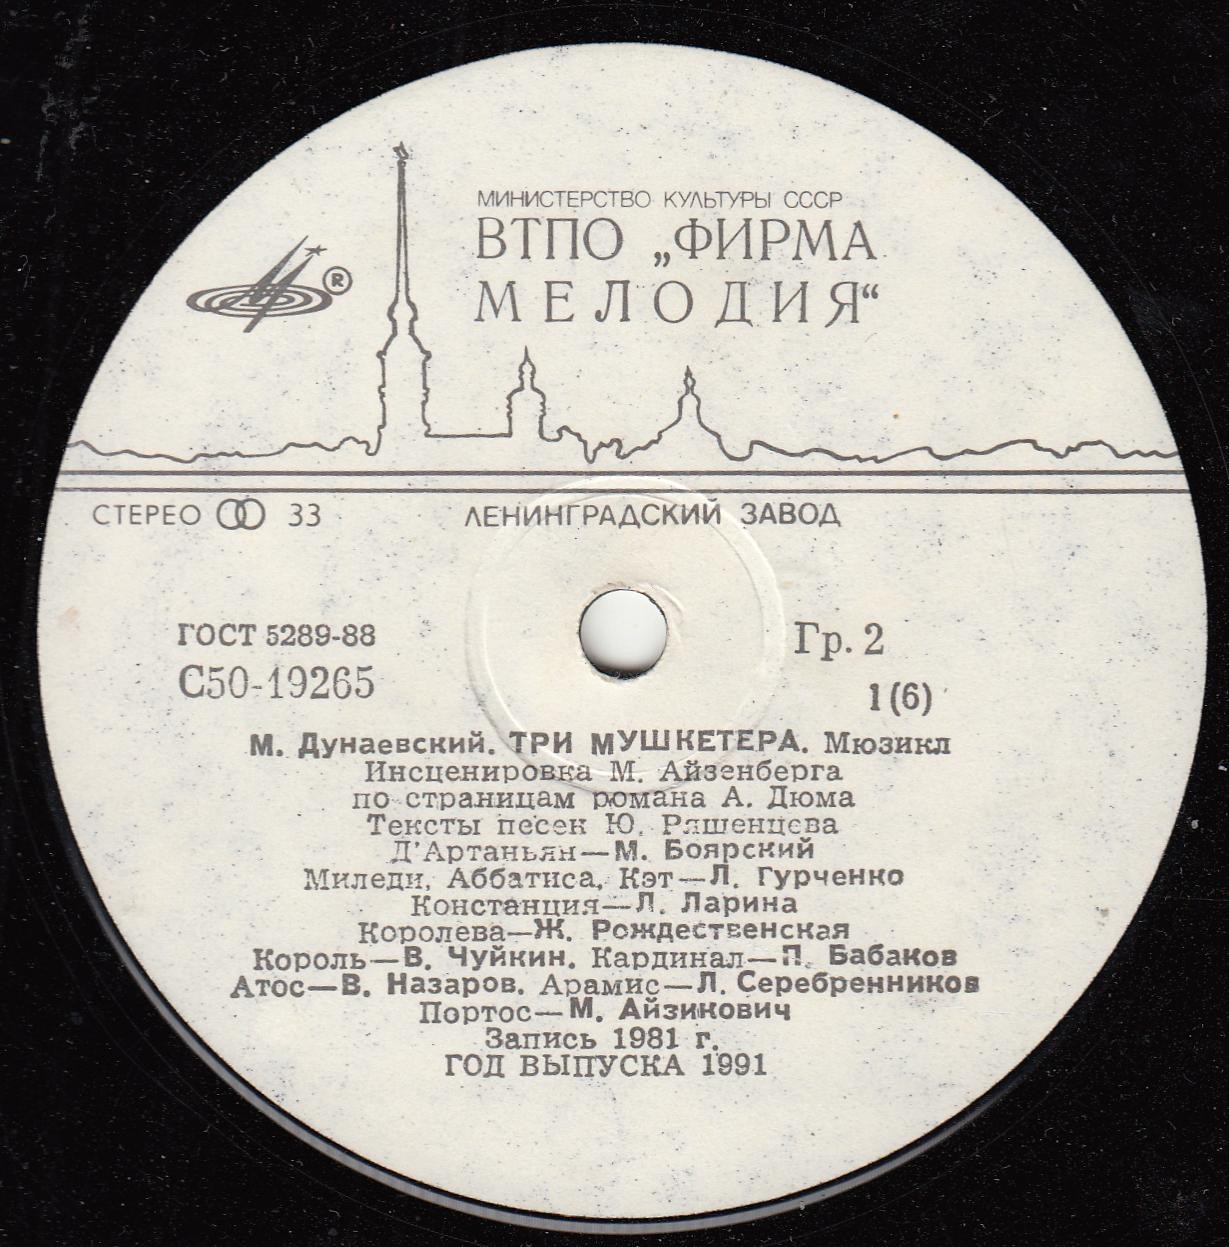 МИНИСТЕРСТВО КУЛЬТУРЫ СССР
ВТПО „ФИРМА
МЕЛОДИЯ“
®
СТЕРЕО 33
ЛЕНИНГРАДСКИЙ ЗАВОД
ГОСТ 5289-88
Гр. 2
С50-19265
1(6)
М. Дунаевский. ТРИ МУШКЕТЕРА. Мюзикл
Инсценировка М. Айзенберга
по страницам романа А. Дюма
Тексты песек Ю. Ряшенцева
Д'Артаньян—М. Боярский
Миледи, Аббатиса, Кэт—Л. Гурченко
Констанция—Л. Ларина
Королева—Ж. Рождественская
Король—В. Чуйкин. Кардинал—П. Бабаков
Атос—В. Назаров. Арамис—Л. Серебренников
Портос—М. Айзикович
Запись 1981 г.
ГОД ВЫПУСКА 1991